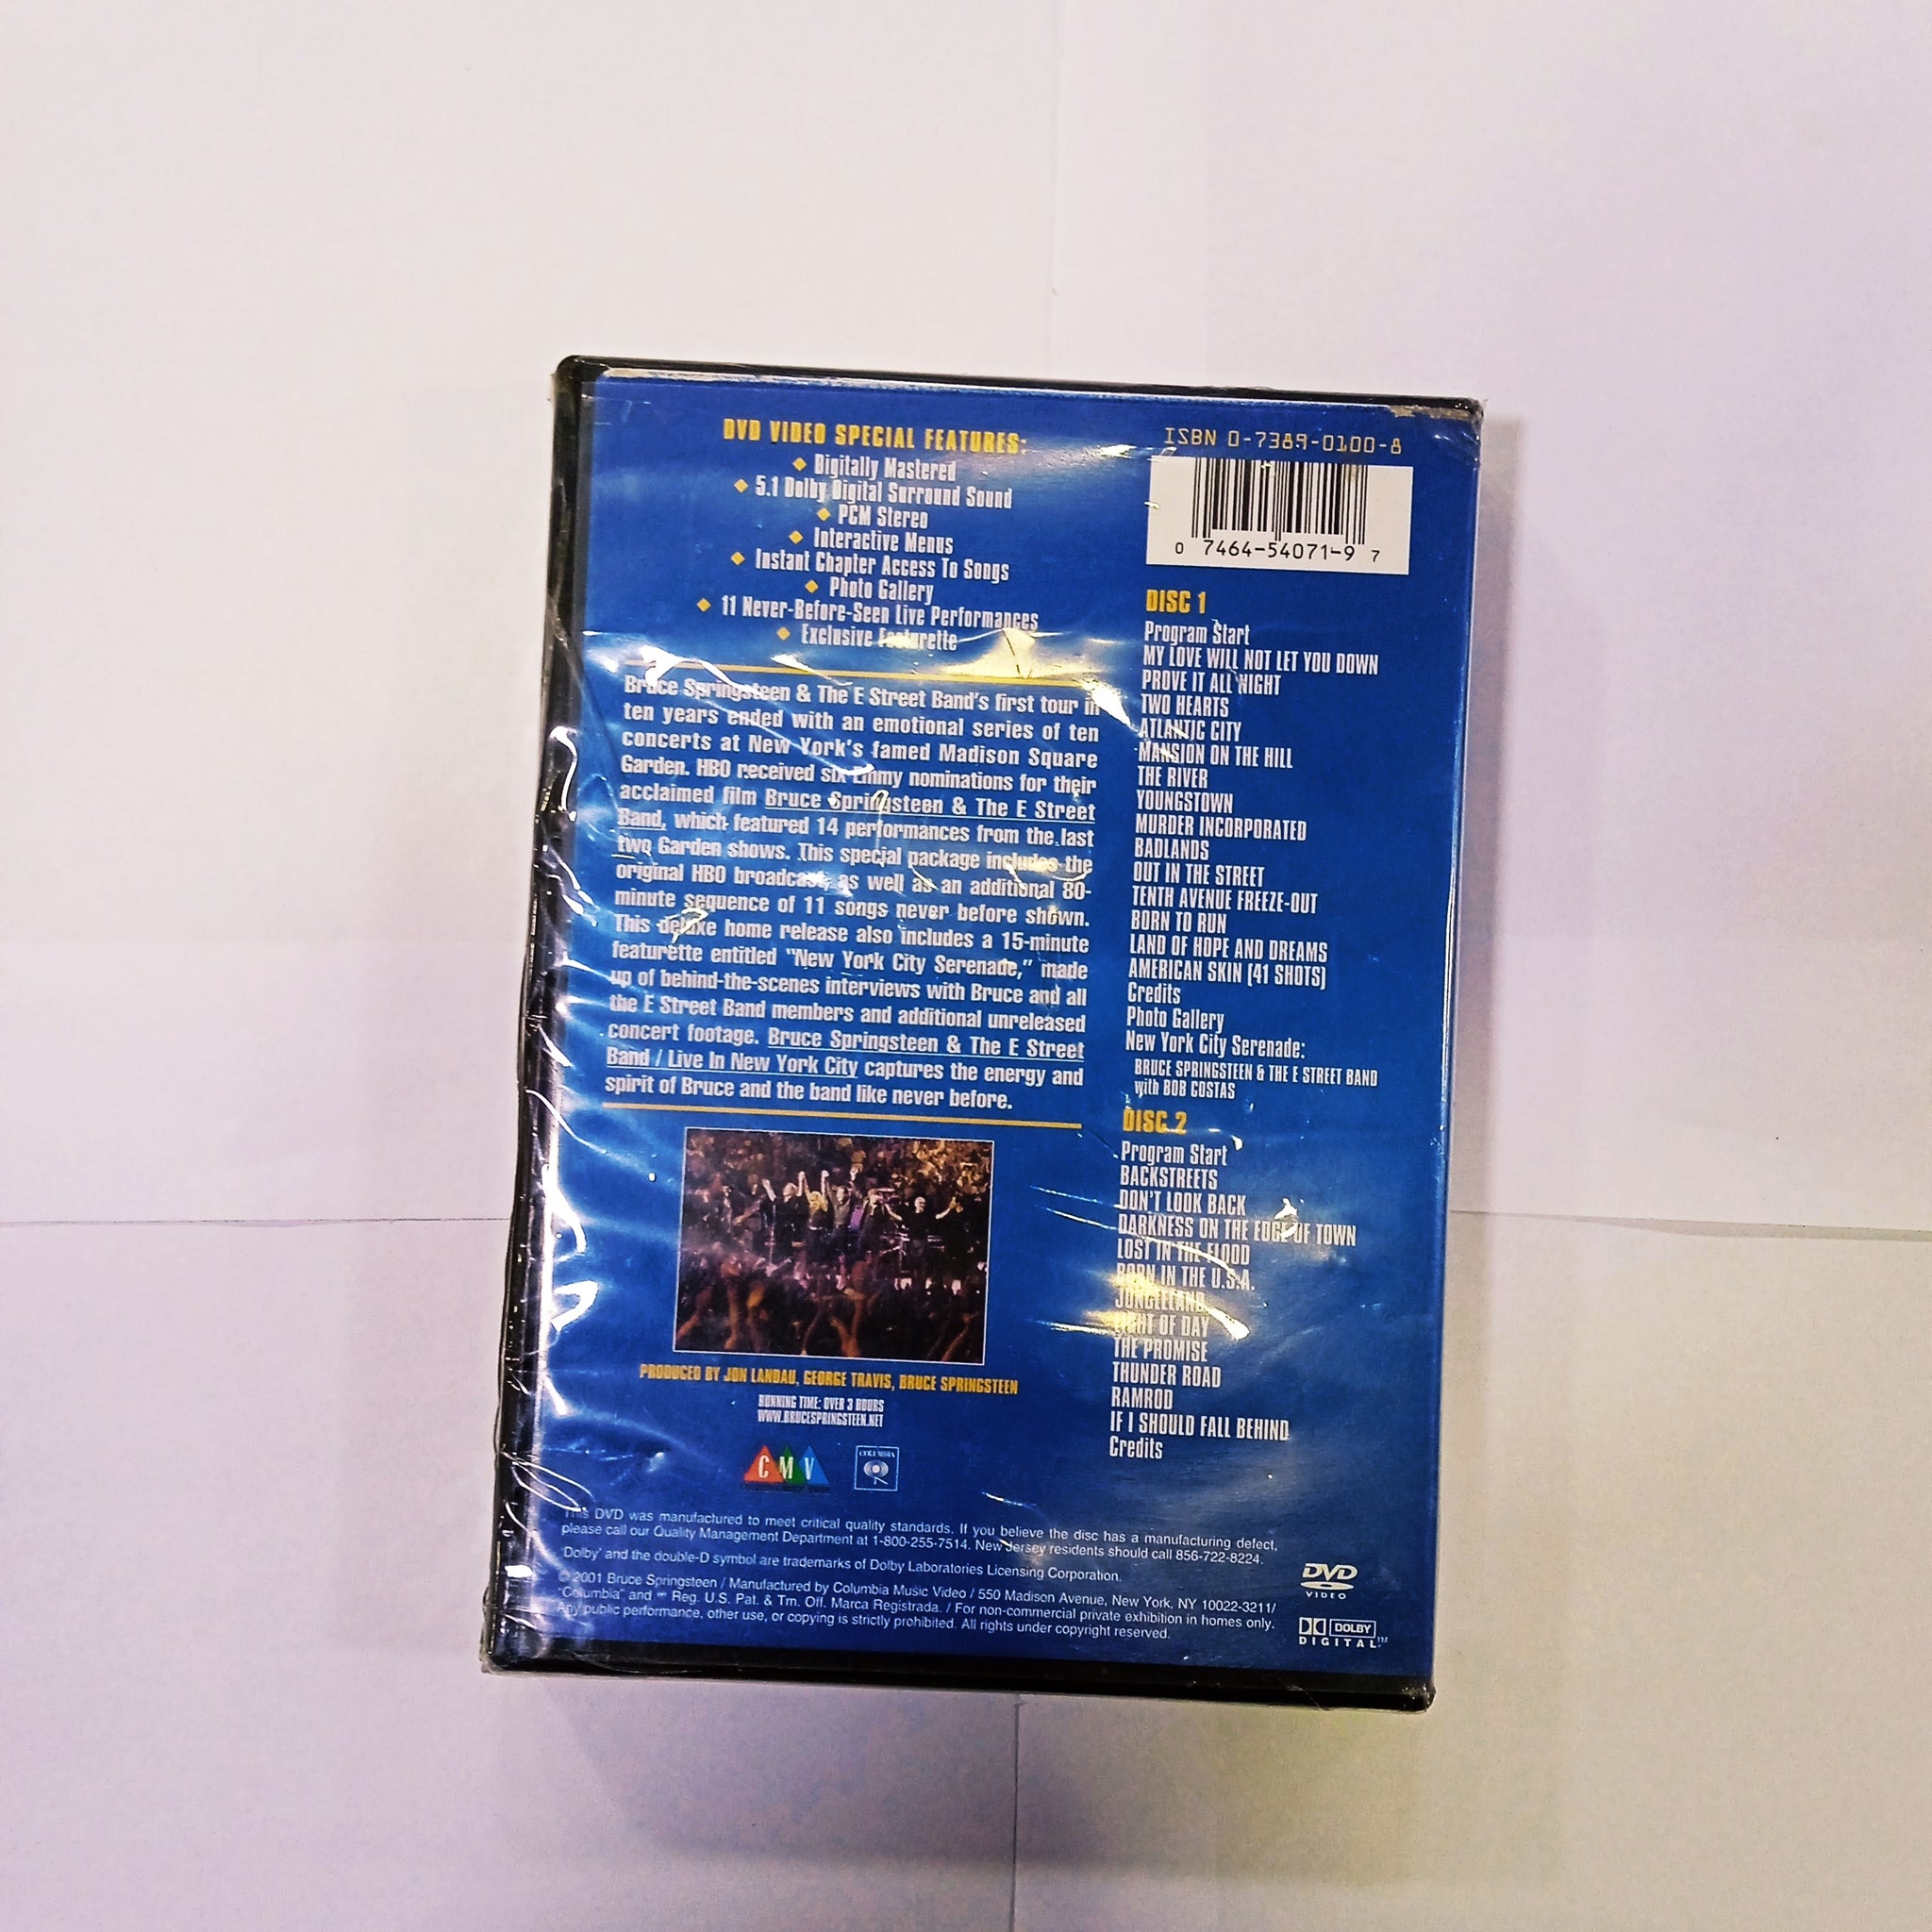 DVD VIDEO SPECIAL FEATURES:
Digitally Mastered
5.1 Dolby Digital Surround Sound
PCM Stereo
Interactive Menus
Instant Chapter Access To Songs
Photo Gallery
11 Never-Before-Seen Live Performances
Exclusive Featurette
Bruce Springsteen & The E Street Band's first tour in
ten years ended with an emotional series of ten
concerts at New York's famed Madison Square
Garden. HBO received six Emmy nominations for their
acclaimed film Bruce Springsteen & The E Street
Band, which featured 14 performances from the last
two Garden shows. This special package includes the
original HBO broadcast, as well as an additional 80-
minute sequence of 11 songs never before shown.
This deluxe home release also includes a 15-minute
featurette entitled "New York City Serenade," made
up of behind-the-scenes interviews with Bruce and all
the E Street Band members and additional unreleased
concert footage. Bruce Springsteen & The E Street
Band / Live In New York City captures the energy and
spirit of Bruce and the band like never before.
PRODUCED BY JON LANDAU, GEORGE TRAVIS, BRUCE SPRINGSTEEN
RUNNING TIME: OVER 3 HOURS
WWW.BRUCESPRINGSTEEN.NET
CMV
COLUMBIA
ISBN 0-7389-0100-8
0 7464-54071-9 7
DISC 1
Program Start
MY LOVE WILL NOT LET YOU DOWN
PROVE IT ALL NIGHT
TWO HEARTS
ATLANTIC CITY
MANSION ON THE HILL
THE RIVER
YOUNGSTOWN
MURDER INCORPORATED
BADLANDS
OUT IN THE STREET
TENTH AVENUE FREEZE-OUT
BORN TO RUN
LAND OF HOPE AND DREAMS
AMERICAN SKIN (41 SHOTS)
Credits
Photo Gallery
New York City Serenade:
BRUCE SPRINGSTEEN & THE E STREET BAND
with BOB COSTAS
DISC 2
Program Start
BACKSTREETS
DON'T LOOK BACK
DARKNESS ON THE EDGE OF TOWN
LOST IN THE FLOOD
BORN IN THE U.S.A.
JUNGLELAND
LIGHT OF DAY
THE PROMISE
THUNDER ROAD
RAMROD
IF I SHOULD FALL BEHIND
Credits
This DVD was manufactured to meet critical quality standards. If you believe the disc has a manufacturing defect,
please call our Quality Management Department at 1-800-255-7514. New Jersey residents should call 856-722-8224.
'Dolby' and the double-D symbol are trademarks of Dolby Laboratories Licensing Corporation.
© 2001 Bruce Springsteen / Manufactured by Columbia Music Video / 550 Madison Avenue, New York, NY 10022-3211/
"Columbia" and Reg. U.S. Pat. & Tm. Off. Marca Registrada. / For non-commercial private exhibition in homes only.
Any public performance, other use, or copying is strictly prohibited. All rights under copyright reserved.
DVD
VIDEO
DOLBY
DIGITAL™